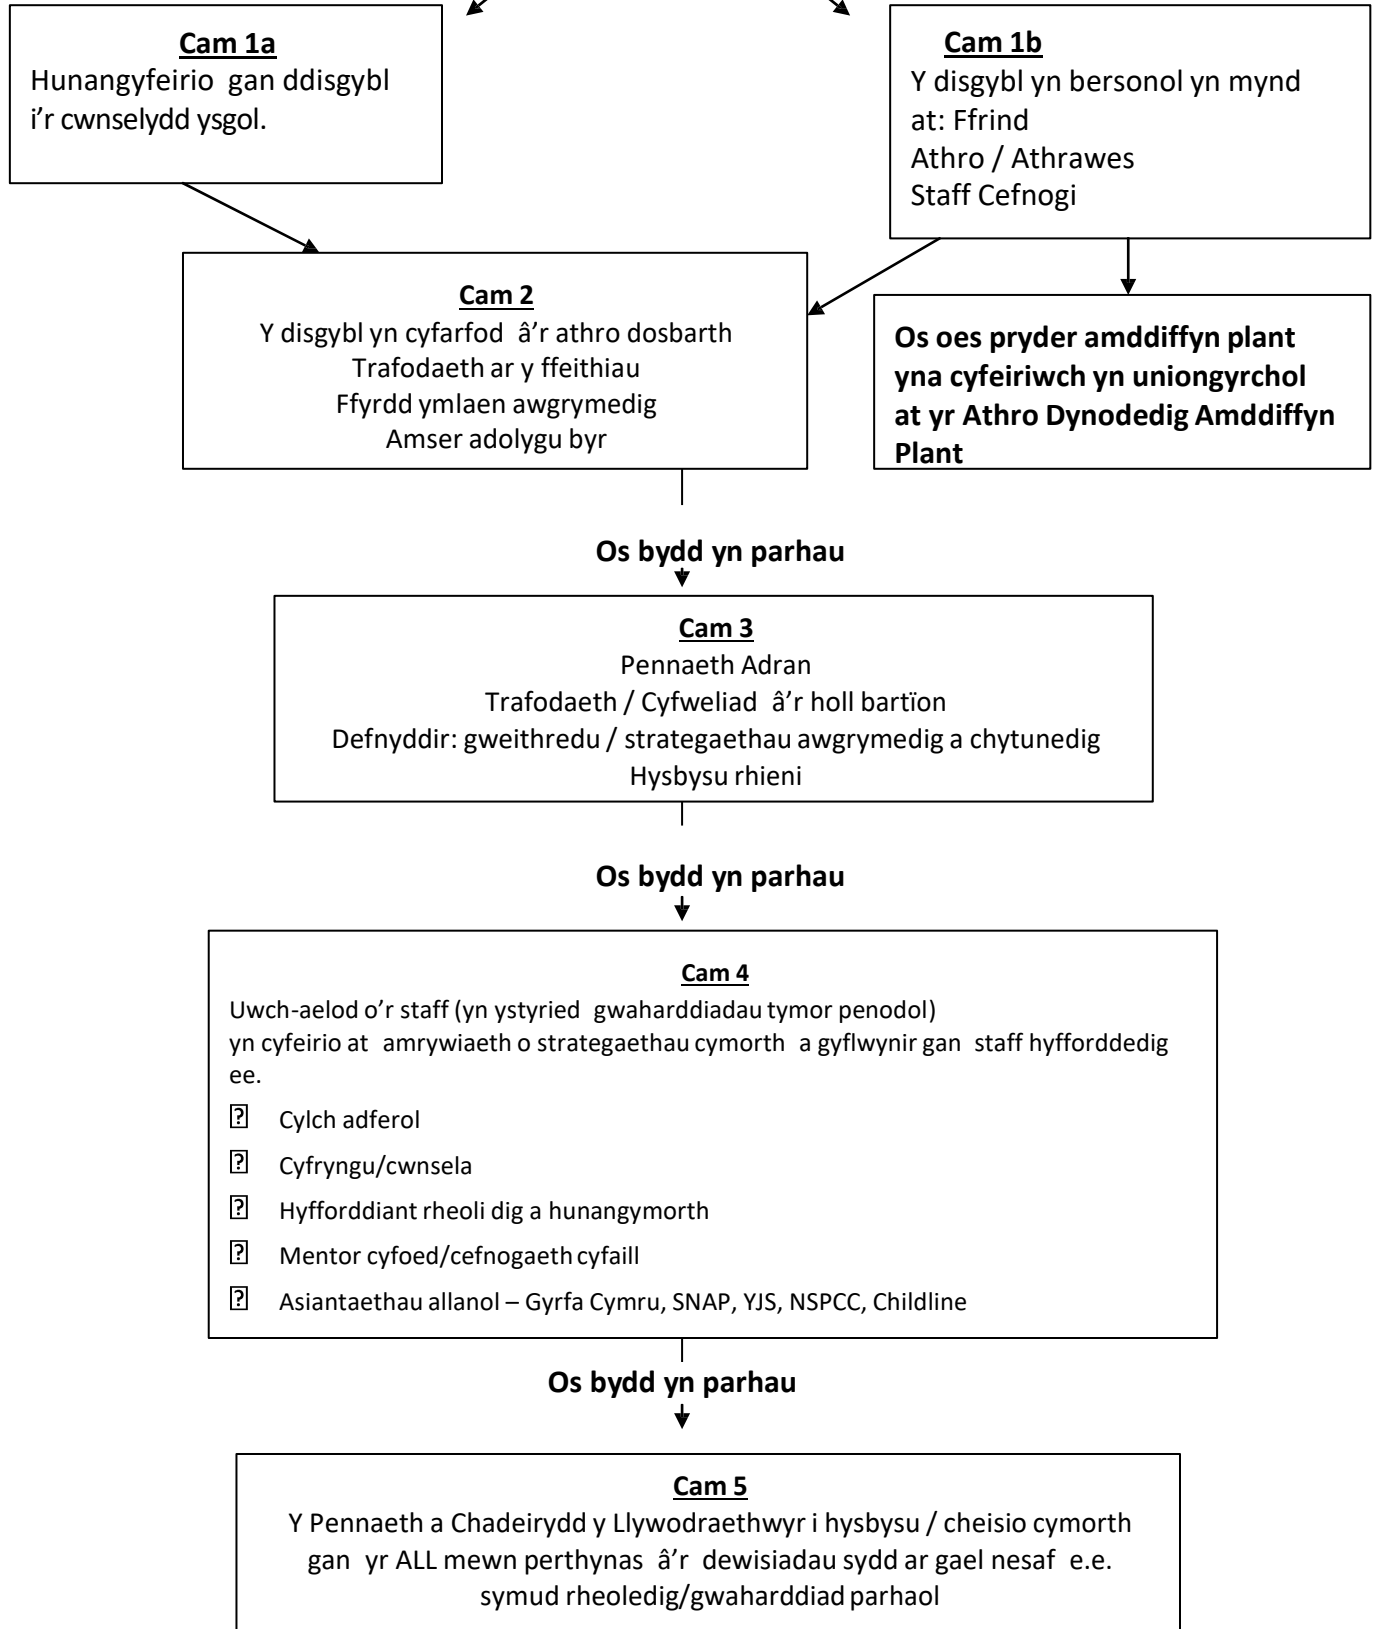 Cam 1a
Hunangyfeirio gan ddisgybl
i'r cwnselydd ysgol.
Cam 1b
Y disgybl yn bersonol yn mynd
at: Ffrind
Athro / Athrawes
Staff Cefnogi
Cam 2
Y disgybl yn cyfarfod â'r athro dosbarth
Trafodaeth ar y ffeithiau
Ffyrdd ymlaen awgrymedig
Amser adolygu byr
Os oes pryder amddiffyn plant
yna cyfeiriwch yn uniongyrchol
at yr Athro Dynodedig Amddiffyn
Plant
Os bydd yn parhau
Cam 3
Pennaeth Adran
Trafodaeth / Cyfweliad â'r holl bartïon
Defnyddir: gweithredu / strategaethau awgrymedig a chytunedig
Hysbysu rhieni
Os bydd yn parhau
Cam 4
Uwch-aelod o'r staff (yn ystyried gwaharddiadau tymor penodol)
yn cyfeirio at amrywiaeth o strategaethau cymorth a gyflwynir gan staff hyfforddedig
ee.
Cylch adferol
Cyfryngu/cwnsela
Hyfforddiant rheoli dig a hunangymorth
Mentor cyfoed/cefnogaeth cyfaill
Asiantaethau allanol – Gyrfa Cymru, SNAP, YJS, NSPCC, Childline
Os bydd yn parhau
Cam 5
Y Pennaeth a Chadeirydd y Llywodraethwyr i hysbysu / cheisio cymorth
gan yr ALL mewn perthynas â'r dewisiadau sydd ar gael nesaf e.e.
symud rheoledig/gwaharddiad parhaol